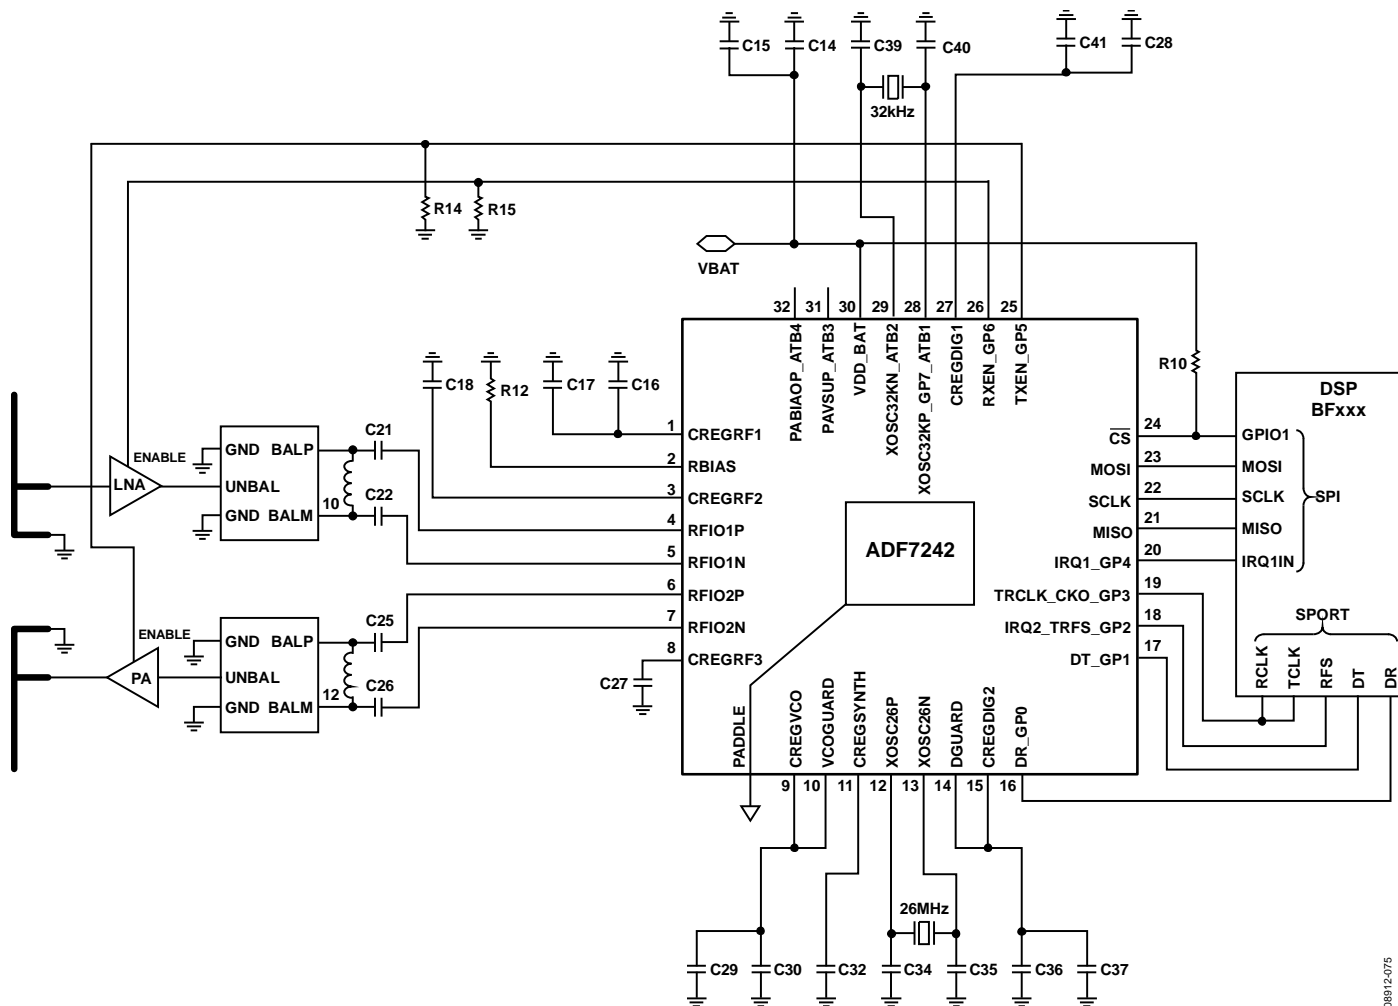 C15
C14
C39
C40
C41
C28
32kHz
R14
R15
VBAT
32
31
30
29
28
27
26
25
PABIAOP_ATB4
PAVSUP_ATB3
VDD_BAT
XOSC32KN_ATB2
XOSC32KP_GP7_ATB1
CREGDIG1
RXEN_GP6
TXEN_GP5
R10
C18
R12
C17
C16
DSP
BFxxx
C21
1
CREGRF1
24
CS
GPIO1
ENABLE
GND BALP
2
RBIAS
23
MOSI
MOSI
LNA
UNBAL
C22
3
CREGRF2
22
SCLK
SCLK
SPI
GND BALM
10
4
RFIO1P
21
MISO
MISO
ADF7242
5
RFIO1N
20
IRQ1_GP4
IRQ1IN
6
RFIO2P
19
TRCLK_CKO_GP3
C25
7
RFIO2N
18
IRQ2_TRFS_GP2
SPORT
ENABLE
GND BALP
8
CREGRF3
17
DT_GP1
PA
UNBAL
C26
C27
GND BALM
12
RCLK
TCLK
RFS
DT
DR
PADDLE
CREGVCO
VCOGUARD
CREGSYNTH
XOSC26P
XOSC26N
DGUARD
CREGDIG2
DR_GP0
9
10
11
12
13
14
15
16
26MHz
C29
C30
C32
C34
C35
C36
C37
08912-075